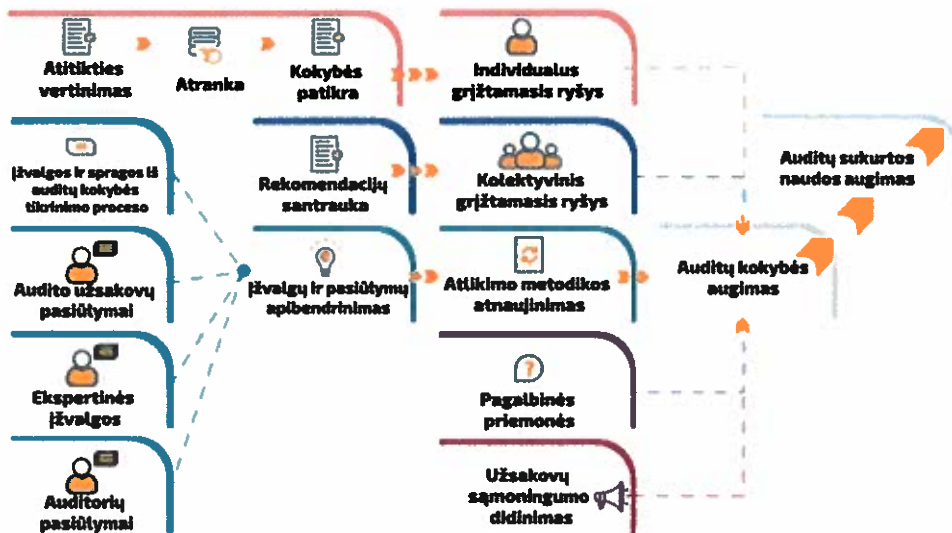 Atitikties
vertinimas
Atranka
Kokybės
patikra
Individualus
grįžtamasis ryšys
Įžvalgos ir spragos iš
auditų kokybės
tikrinimo proceso
Rekomendacijų
santrauka
Kolektyvinis
grįžtamasis ryšys
Auditų sukurtos
naudos augimas
Audito užsakovų
pasiūlymai
Įžvalgų ir pasiūlymų
apibendrinimas
Atlikimo metodikos
atnaujinimas
Auditų kokybės
augimas
Ekspertinės
įžvalgos
?
Pagalbinės
priemonės
Auditorių
pasiūlymai
Užsakovų
sąmoningumo
didinimas